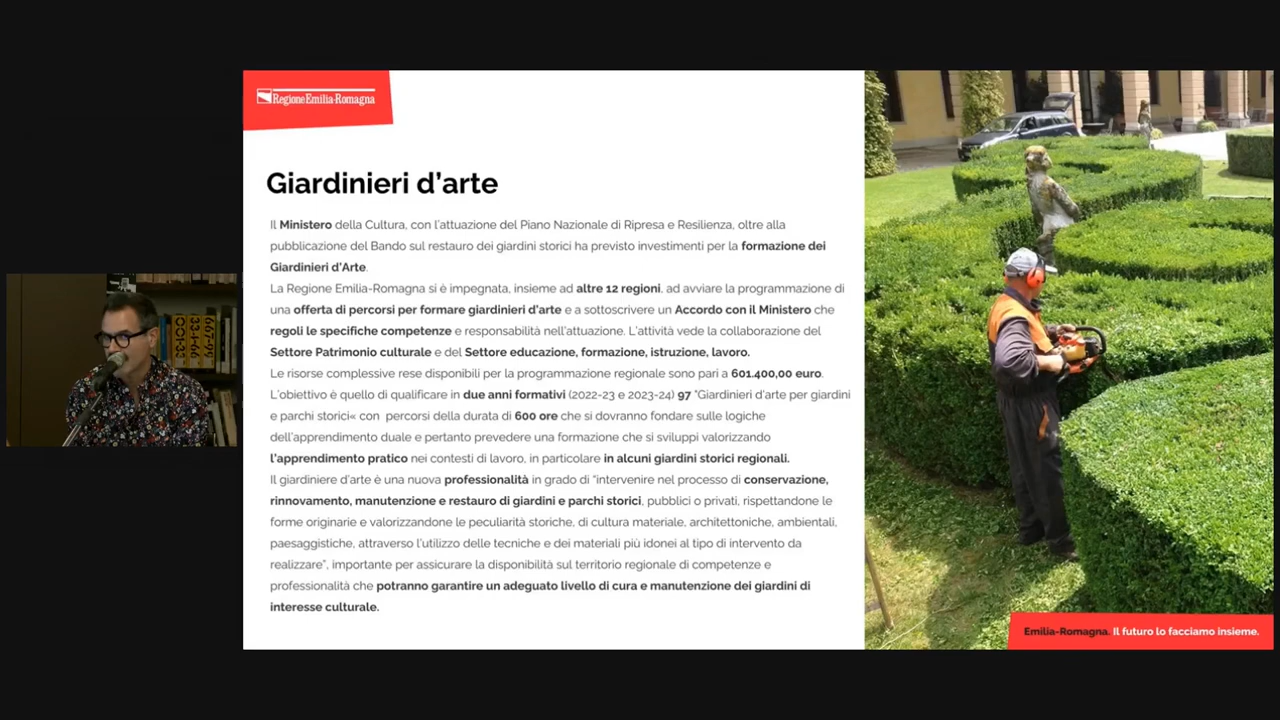 RegioneEmilia-Romagna
Giardinieri d'arte
Il Ministero della Cultura, con l'attuazione del Piano Nazionale di Ripresa e Resilienza, oltre alla
pubblicazione del Bando sul restauro dei giardini storici ha previsto investimenti per la formazione dei
Giardinieri d'Arte.
La Regione Emilia-Romagna si è impegnata, insieme ad altre 12 regioni, ad avviare la programmazione di
una offerta di percorsi per formare giardinieri d'arte e a sottoscrivere un Accordo con il Ministero che
regoli le specifiche competenze e responsabilità nell'attuazione. L'attività vede la collaborazione del
Settore Patrimonio culturale e del Settore educazione, formazione, istruzione, lavoro.
Le risorse complessive rese disponibili per la programmazione regionale sono pari a 601.400,00 euro.
L'obiettivo è quello di qualificare in due anni formativi (2022-23 e 2023-24) 97 "Giardinieri d'arte per giardini
e parchi storici« con percorsi della durata di 600 ore che si dovranno fondare sulle logiche
dell'apprendimento duale e pertanto prevedere una formazione che si sviluppi valorizzando
l'apprendimento pratico nei contesti di lavoro, in particolare in alcuni giardini storici regionali.
Il giardiniere d'arte è una nuova professionalità in grado di "intervenire nel processo di conservazione,
rinnovamento, manutenzione e restauro di giardini e parchi storici, pubblici o privati, rispettandone le
forme originarie e valorizzandone le peculiarità storiche, di cultura materiale, architettoniche, ambientali,
paesaggistiche, attraverso l'utilizzo delle tecniche e dei materiali più idonei al tipo di intervento da
realizzare", importante per assicurare la disponibilità sul territorio regionale di competenze e
professionalità che potranno garantire un adeguato livello di cura e manutenzione dei giardini di
interesse culturale.
Emilia-Romagna. Il futuro lo facciamo insieme.